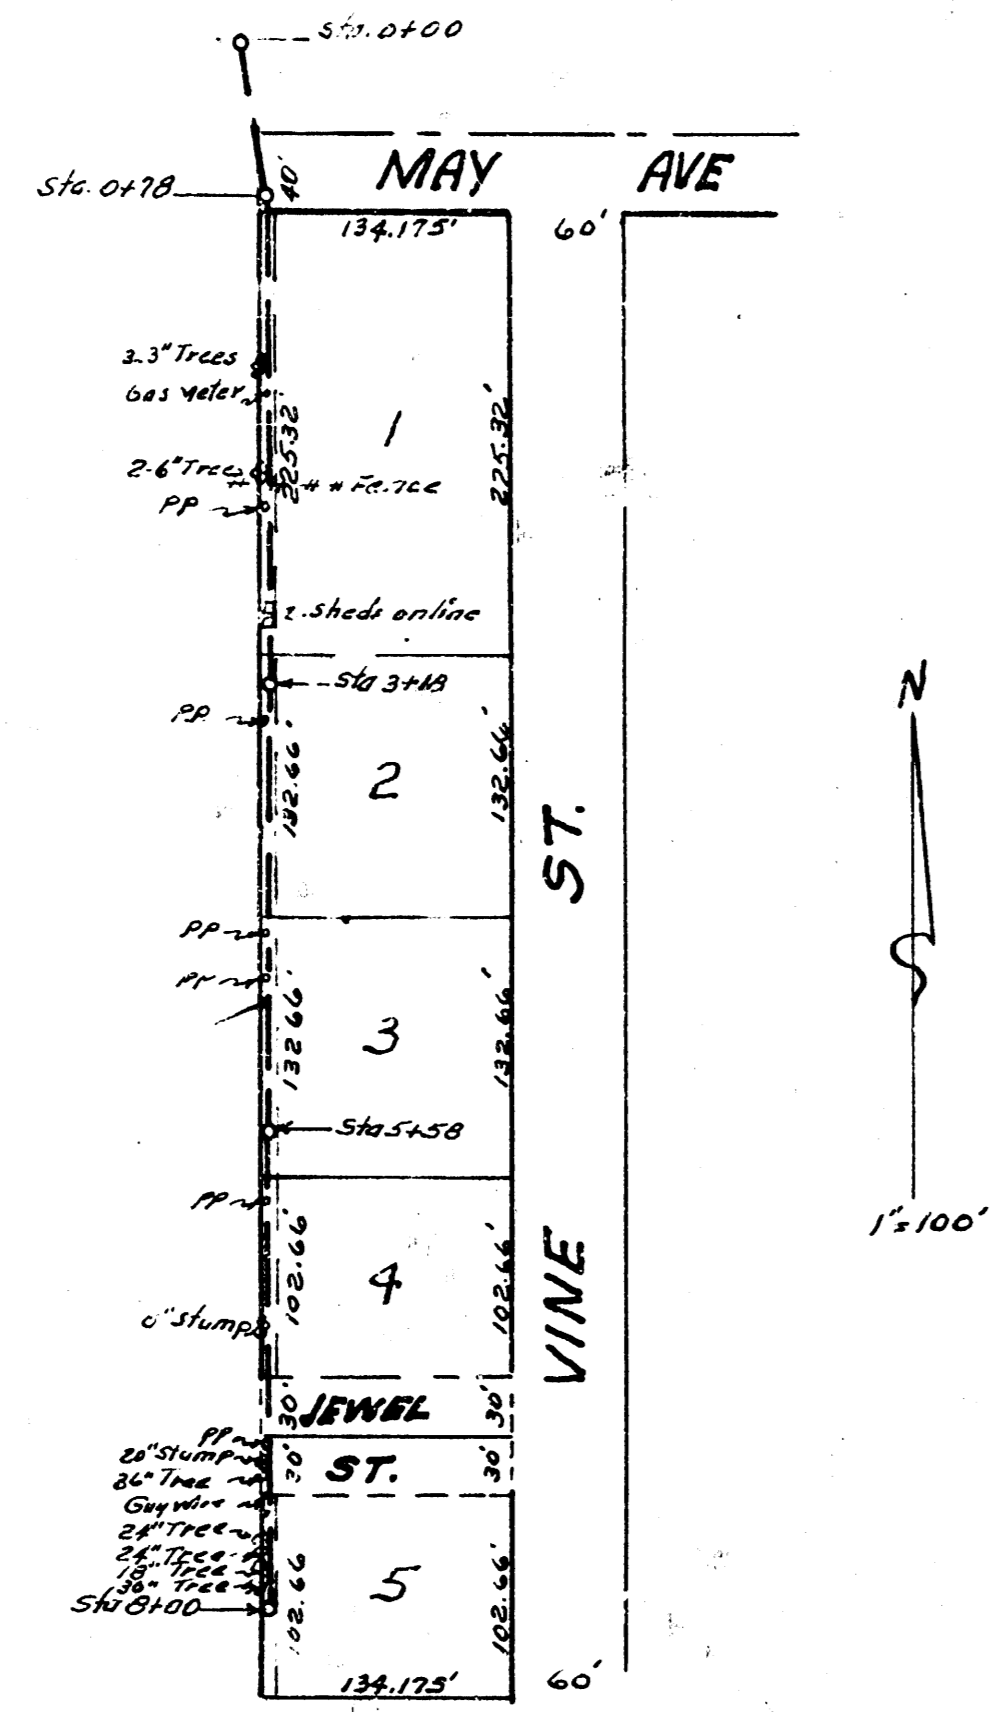 Sta. 0+00
MAY AVE
40'
Sta. 0+78
134.175'
60'
3-3" Trees
Gas Meter
225.32'
1
225.32'
2-6" Trees
Fence
PP
2-Sheds online
Sta 3+18
PP
132.66'
2
132.66'
ST.
PP
PP
132.66'
3
132.66'
Sta 5+58
PP
102.66'
4
102.66'
VINE
Stump
30'
JEWEL
30'
PP
20" Stump
36" Tree
30'
ST.
30'
Guy wire
24" Tree
24" Tree
18" Tree
30" Tree
Sta 8+00
102.66
5
102.66'
134.175'
60'
N
1"=100'